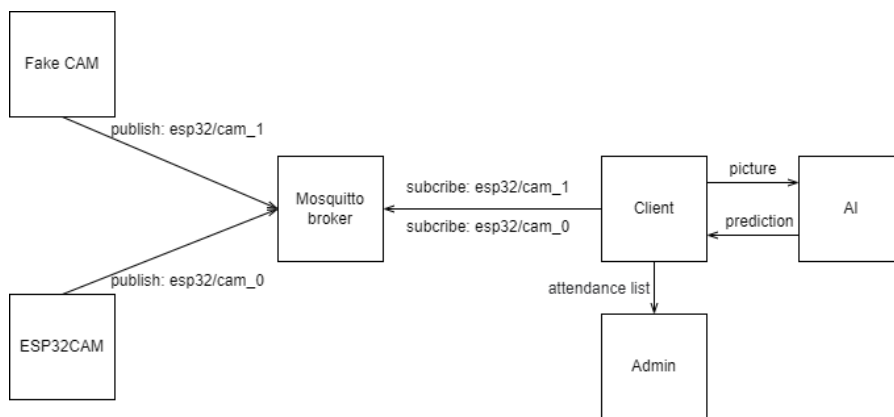 Fake CAM
publish: esp32/cam_1
Mosquitto
broker
subcribe: esp32/cam_1
subcribe: esp32/cam_0
Client
picture
prediction
AI
publish: esp32/cam_0
ESP32CAM
attendance list
Admin